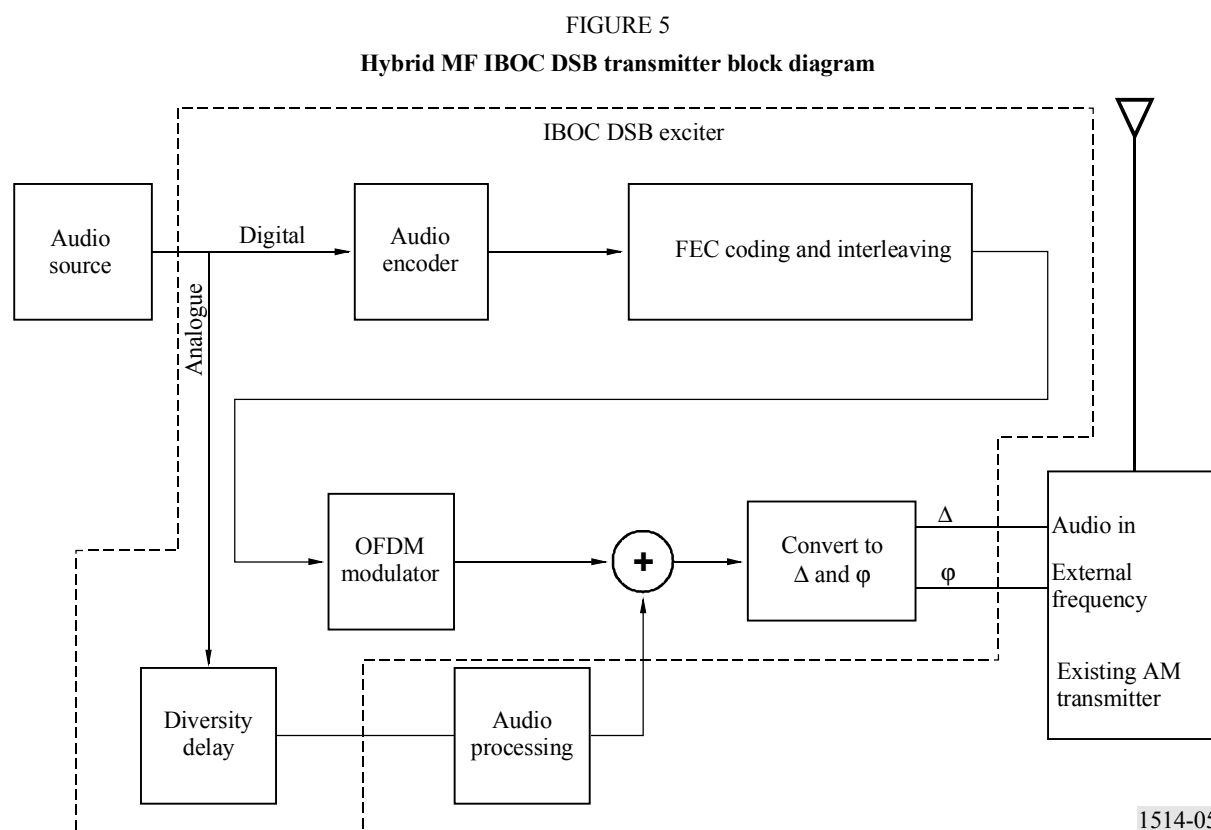 FIGURE 5
Hybrid MF IBOC DSB transmitter block diagram
IBOC DSB exciter
Audio
source
Digital
Analogue
Audio
encoder
FEC coding and interleaving
OFDM
modulator
+
Convert to
Δ and φ
Δ
φ
Audio in
External
frequency
Existing AM
transmitter
Diversity
delay
Audio
processing
1514-05